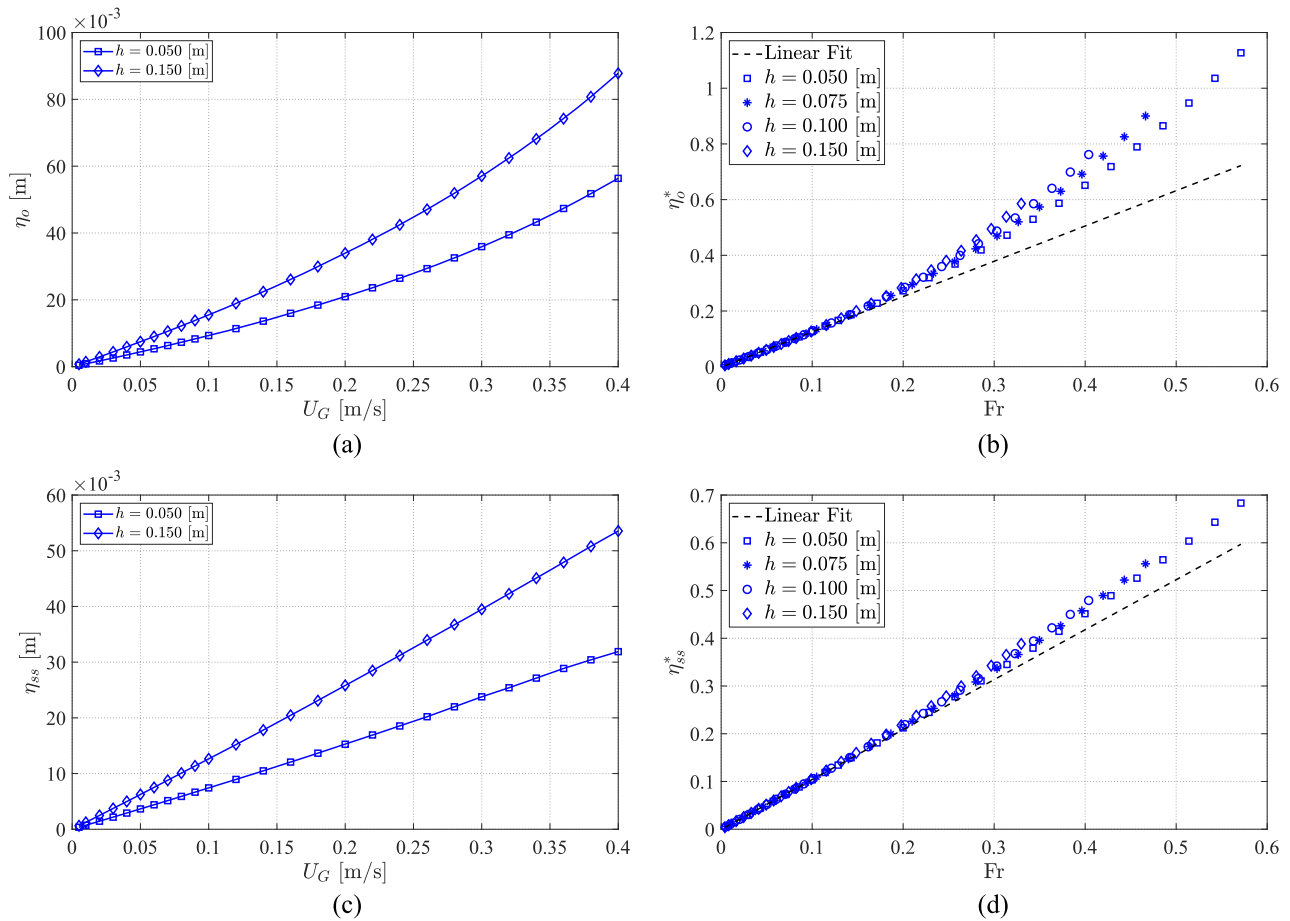 ×10⁻³
100
80
60
40
20
0
ηₒ [m]
h = 0.050 [m]
h = 0.150 [m]
0 0.05 0.1 0.15 0.2 0.25 0.3 0.35 0.4
U_G [m/s]
(a)
1.2
1
0.8
0.6
0.4
0.2
0
η*ₒ
Linear Fit
h = 0.050 [m]
h = 0.075 [m]
h = 0.100 [m]
h = 0.150 [m]
0 0.1 0.2 0.3 0.4 0.5 0.6
Fr
(b)
×10⁻³
60
50
40
30
20
10
0
ηₛₛ [m]
h = 0.050 [m]
h = 0.150 [m]
0 0.05 0.1 0.15 0.2 0.25 0.3 0.35 0.4
U_G [m/s]
(c)
0.7
0.6
0.5
0.4
0.3
0.2
0.1
0
η*ₛₛ
Linear Fit
h = 0.050 [m]
h = 0.075 [m]
h = 0.100 [m]
h = 0.150 [m]
0 0.1 0.2 0.3 0.4 0.5 0.6
Fr
(d)